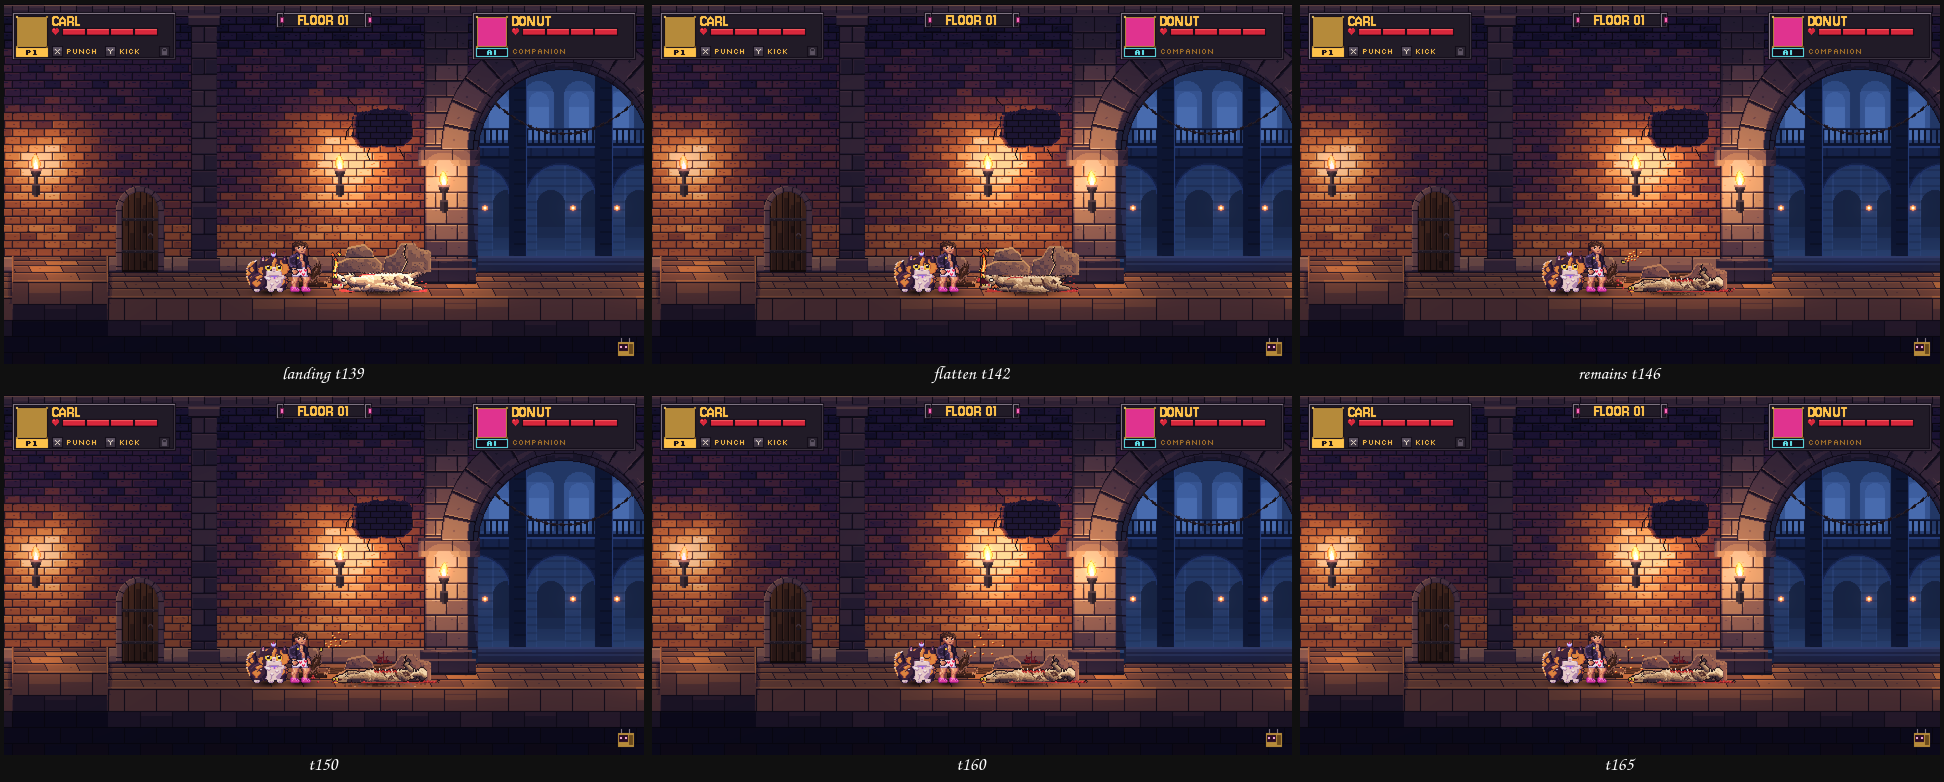 CARL
P1
PUNCH
KICK
FLOOR 01
DONUT
AI
COMPANION
landing t139
CARL
P1
PUNCH
KICK
FLOOR 01
DONUT
AI
COMPANION
flatten t142
CARL
P1
PUNCH
KICK
FLOOR 01
DONUT
AI
COMPANION
remains t146
CARL
P1
PUNCH
KICK
FLOOR 01
DONUT
AI
COMPANION
t150
CARL
P1
PUNCH
KICK
FLOOR 01
DONUT
AI
COMPANION
t160
CARL
P1
PUNCH
KICK
FLOOR 01
DONUT
AI
COMPANION
t165